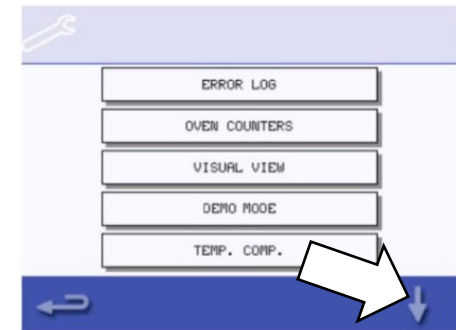 ERROR LOG
OVEN COUNTERS
VISUAL VIEW
DEMO MODE
TEMP. COMP.